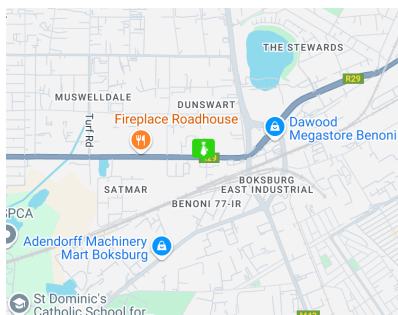 THE STEWARDS
R29
MUSWELLDALE
DUNSWART
Turf Rd
Fireplace Roadhouse
Dawood
Megastore Benoni
R29
SATMAR
BOKSBURG
EAST INDUSTRIAL
BENONI 77-IR
SPCA
Adendorff Machinery
Mart Boksburg
St Dominic's
Catholic School for